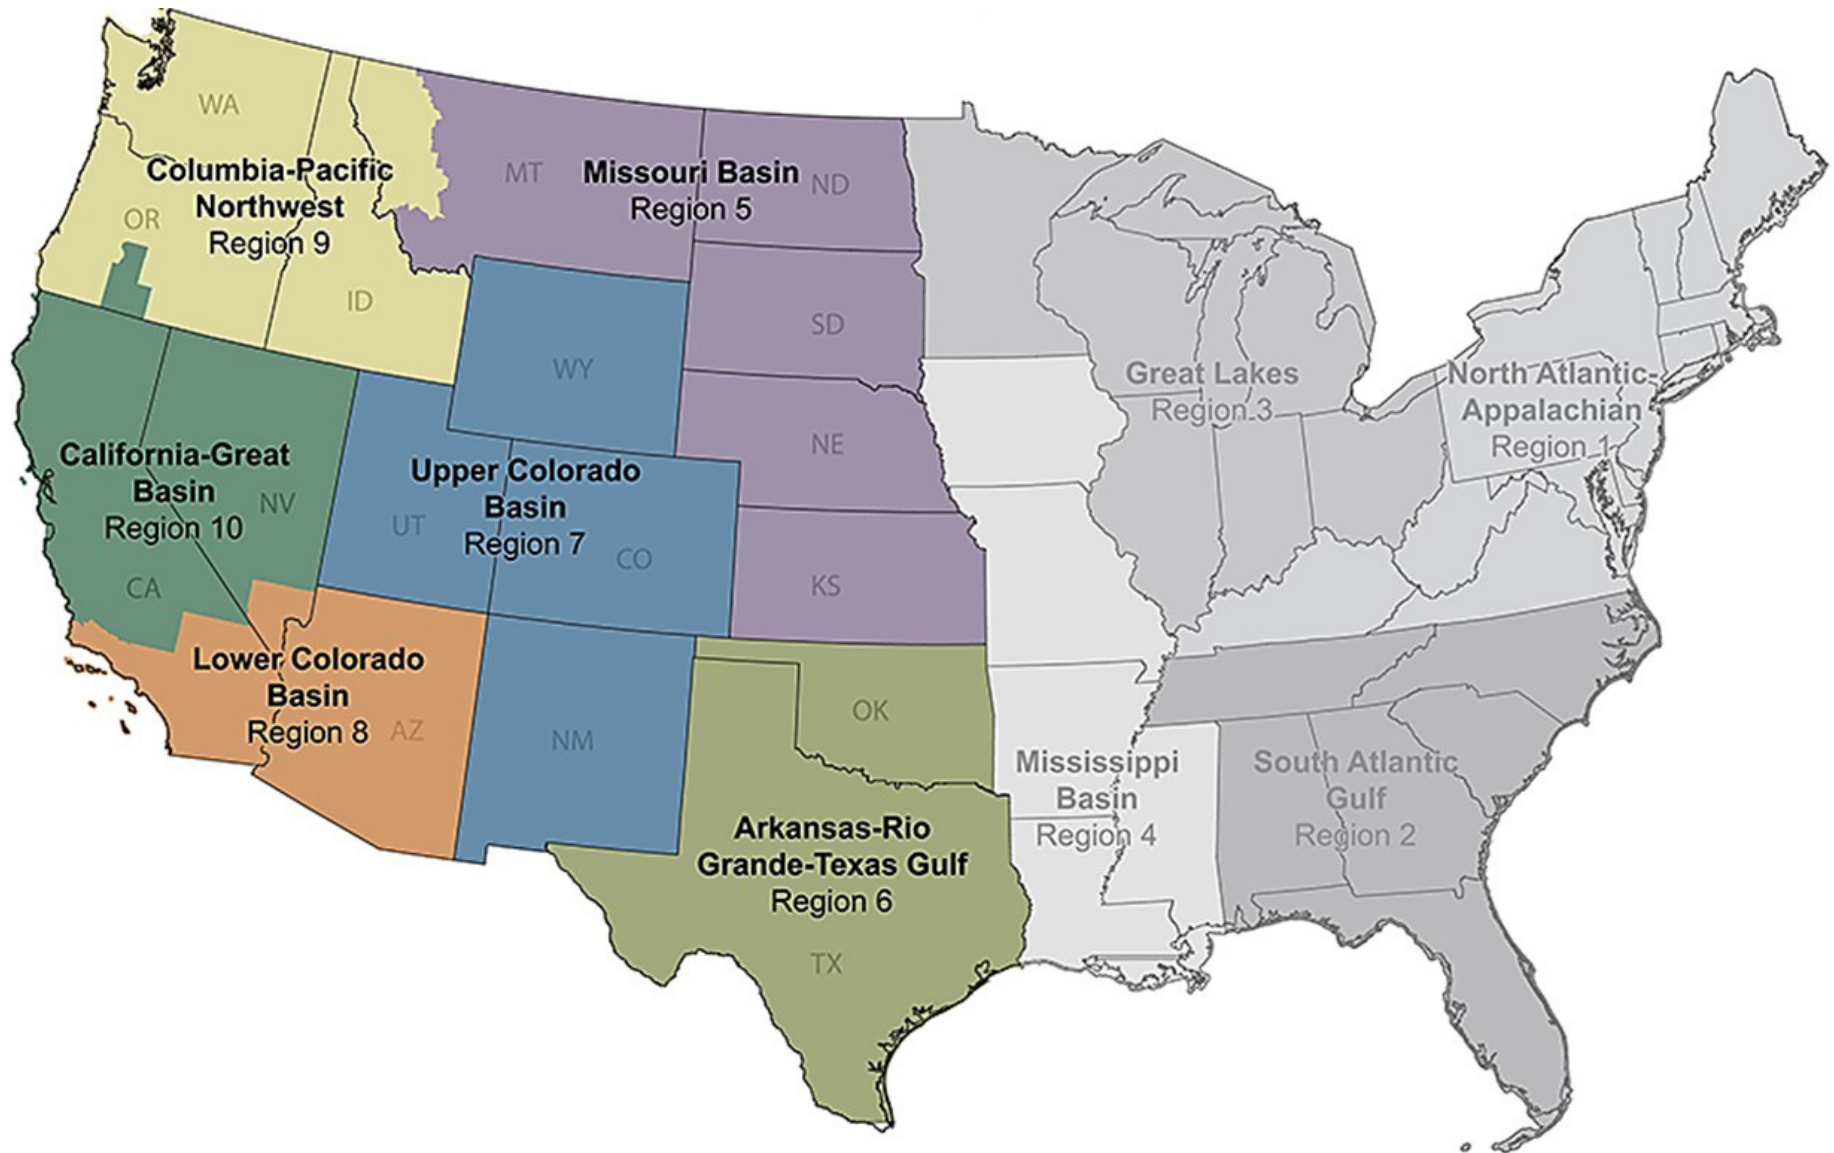 WA
Columbia-Pacific
Northwest
Region 9
OR
ID
MT
Missouri Basin
Region 5
ND
SD
WY
NE
KS
Great Lakes
Region 3
North Atlantic-
Appalachian
Region 1
California-Great
Basin
Region 10
NV
CA
Upper Colorado
Basin
Region 7
UT
CO
Lower Colorado
Basin
Region 8
AZ
NM
OK
Arkansas-Rio
Grande-Texas Gulf
Region 6
TX
Mississippi
Basin
Region 4
South Atlantic
Gulf
Region 2